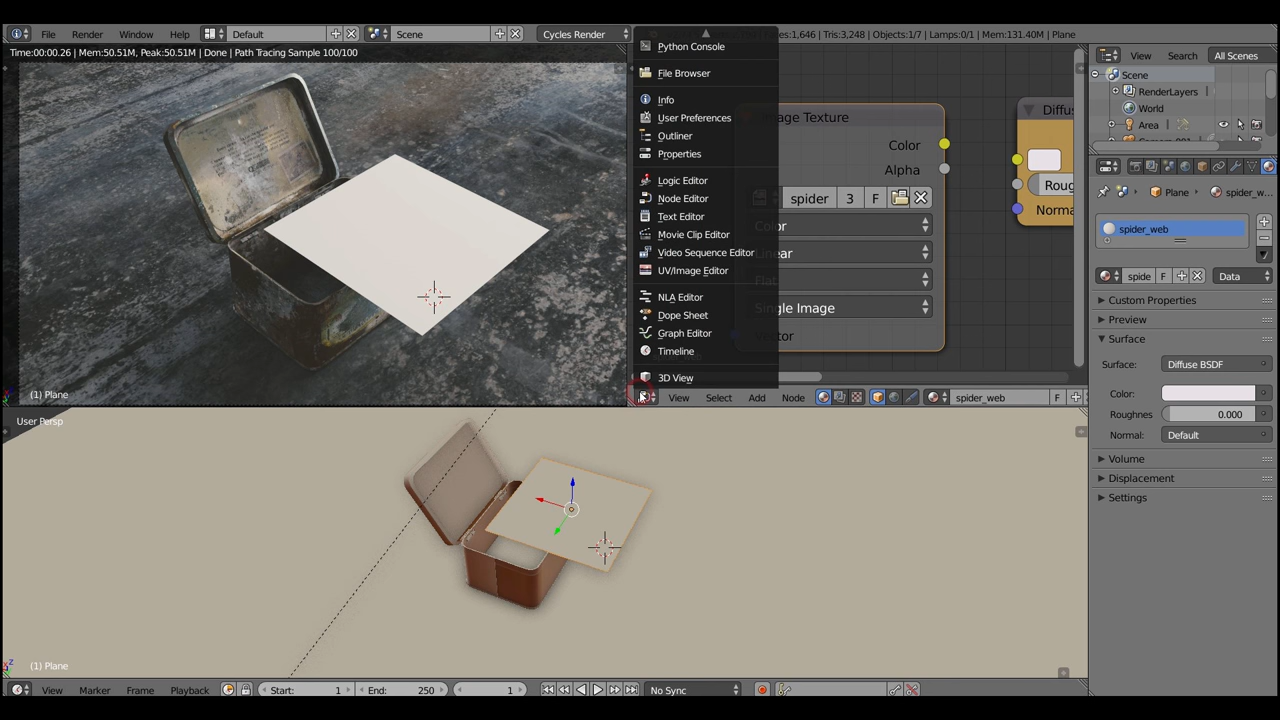 File Render Window Help Default Scene Cycles Render
Time:00:00.26 | Mem:50.51M, Peak:50.51M | Done | Path Tracing Sample 100/100
1,646 | Tris:3,248 | Objects:1/7 | Lamps:0/1 | Mem:131.40M | Plane
(1) Plane
Python Console
File Browser
Info
User Preferences
Outliner
Properties
Logic Editor
Node Editor
Text Editor
Movie Clip Editor
Video Sequence Editor
UV/Image Editor
NLA Editor
Dope Sheet
Graph Editor
Timeline
3D View
age Texture
Color
Alpha
spider 3 F
Color
Linear
Flat
Single Image
Vector
Diffus
Roug
Norma
View Select Add Node spider_web F
View Search All Scenes
Scene
RenderLayers
World
Area
Plane spider_w...
spider_web
spide F Data
Custom Properties
Preview
Surface
Surface: Diffuse BSDF
Color:
Roughnes 0.000
Normal: Default
Volume
Displacement
Settings
User Persp
(1) Plane
View Marker Frame Playback Start: 1 End: 250 1 No Sync